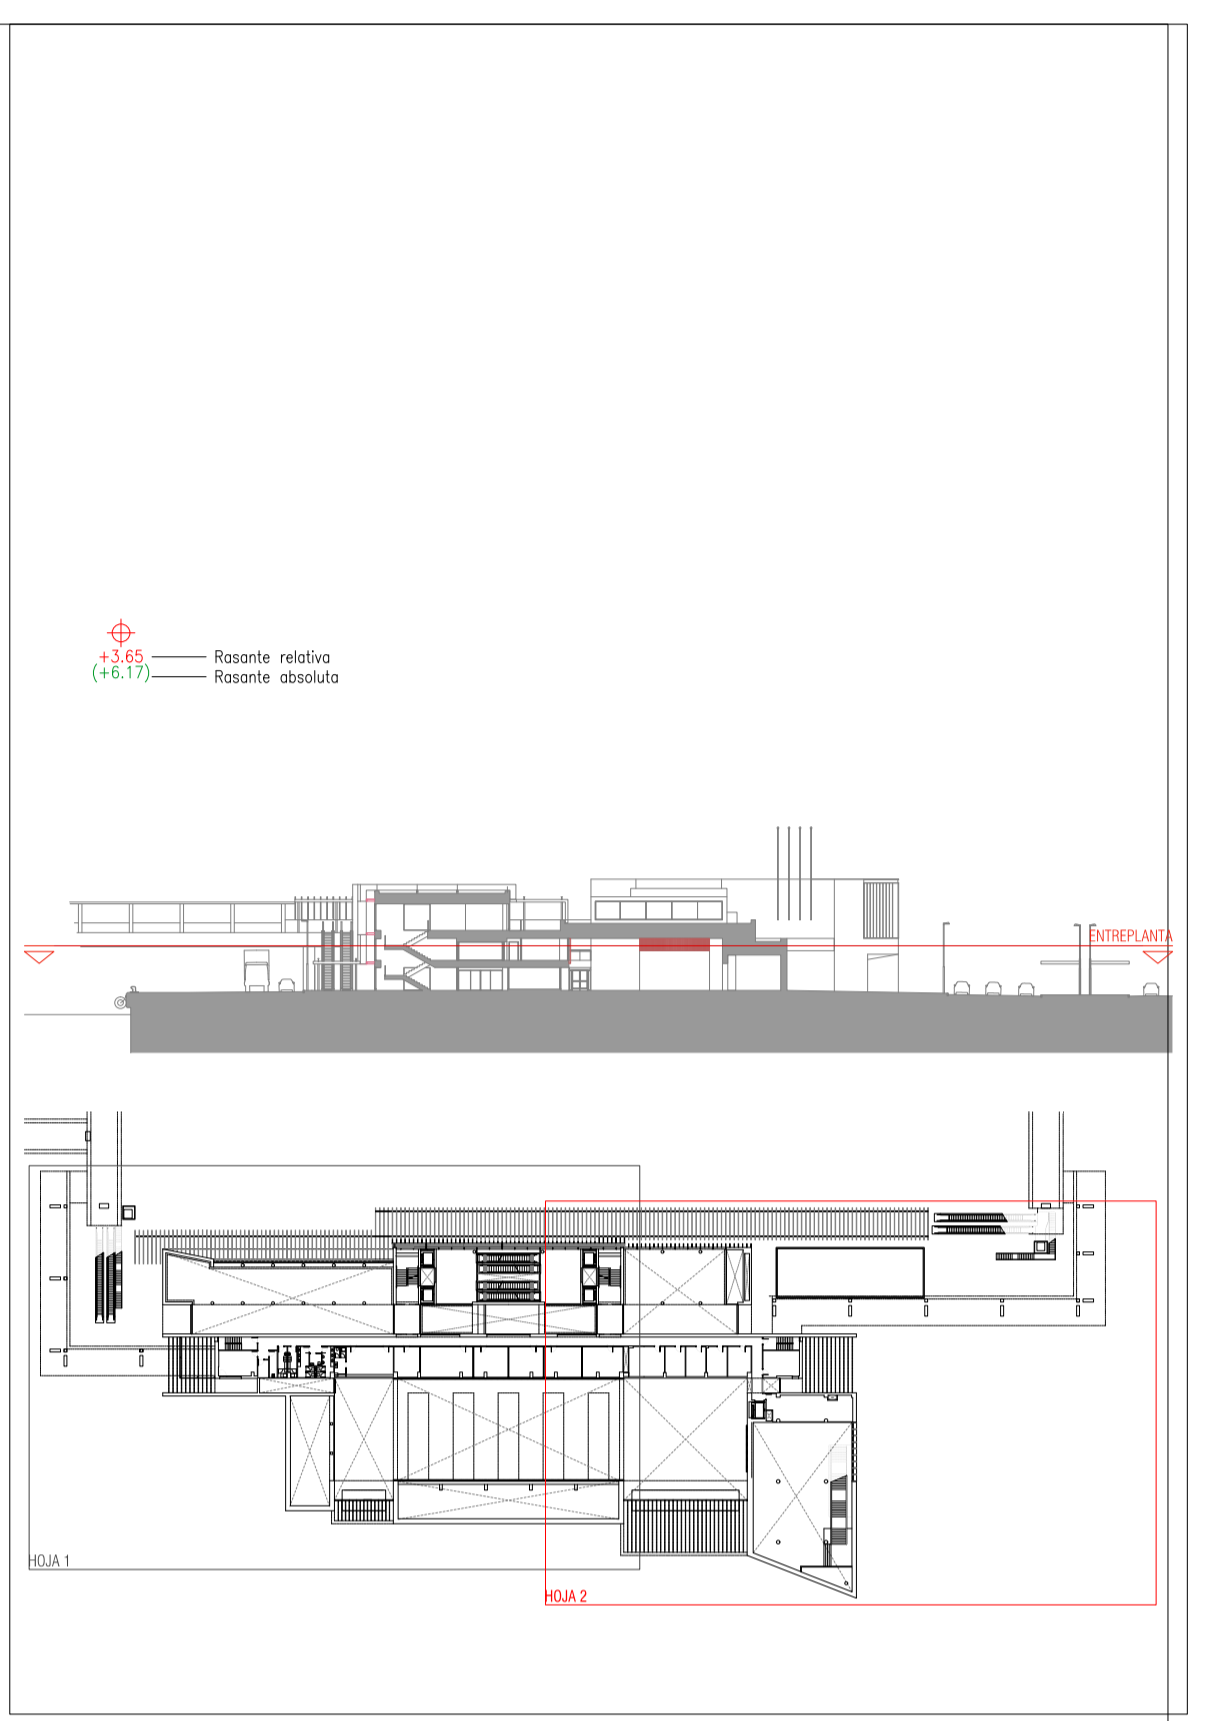 +3.65 Rasante relativa
(+6.17) Rasante absoluta
ENTREPLANTA
HOJA 1
HOJA 2